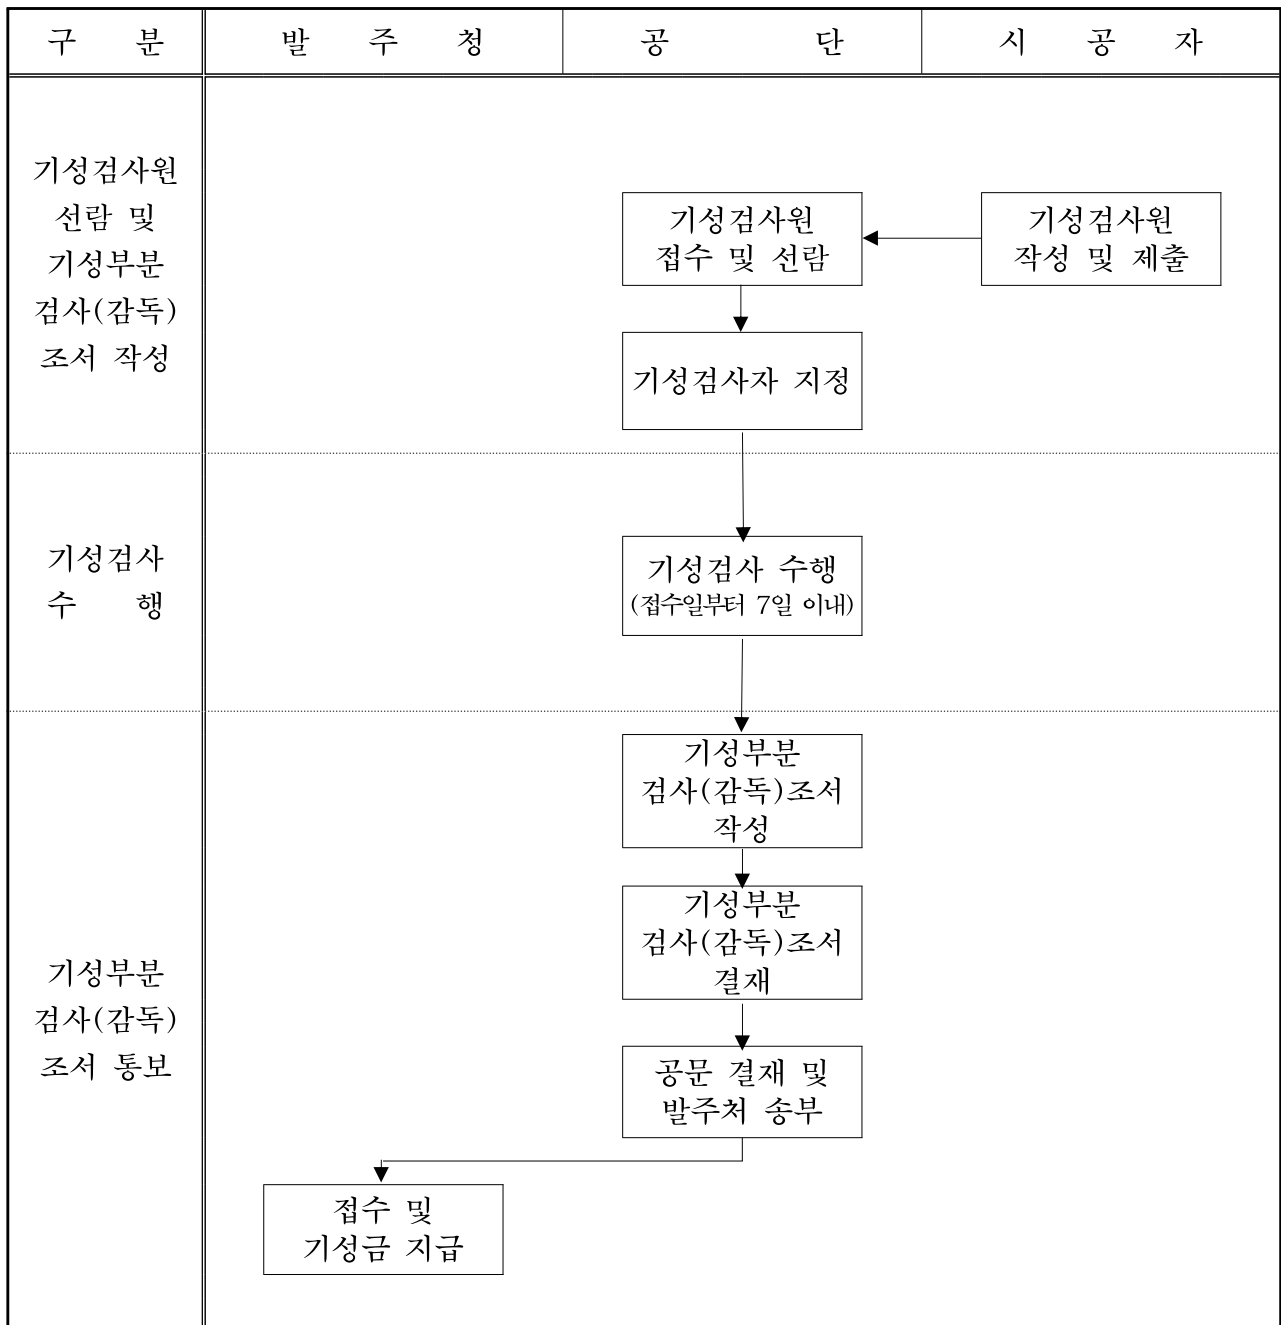 구 분 발 주 청 공 단 시 공 자
기성검사원
선람 및
기성부분
검사(감독)
조서 작성
기성검사원
접수 및 선람
기성검사원
작성 및 제출
기성검사자 지정
기성검사
수 행
기성검사 수행
(접수일부터 7일 이내)
기성부분
검사(감독)
조서 통보
기성부분
검사(감독)조서
작성
기성부분
검사(감독)조서
결재
공문 결재 및
발주처 송부
접수 및
기성금 지급